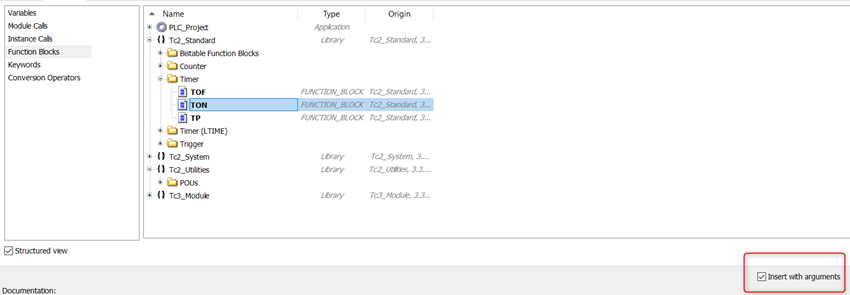 Variables
Module Calls
Instance Calls
Function Blocks
Keywords
Conversion Operators
Name Type Origin
PLC_Project Application
Tc2_Standard Library Tc2_Standard, 3...
Bistable Function Blocks
Counter
Timer
TOF FUNCTION_BLOCK Tc2_Standard, 3...
TON FUNCTION_BLOCK Tc2_Standard, 3...
TP FUNCTION_BLOCK Tc2_Standard, 3...
Timer (LTIME)
Trigger
Tc2_System Library Tc2_System, 3....
Tc2_Utilities Library Tc2_Utilities, 3.3...
POUs
Tc3_Module Library Tc3_Module, 3.3...
Structured view
Insert with arguments
Documentation: